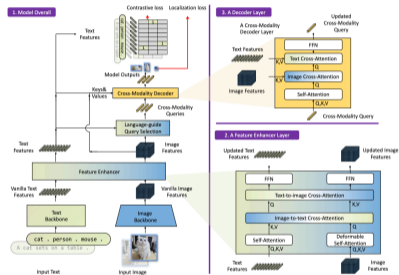 1. Model Overall
Contrastive loss
Localization loss
Text
Features
cat
person
mouse
Model Outputs
Keys&
Values
Cross-Modality Decoder
Cross-Modality
Queries
Language-guide
Query Selection
Text
Features
Image
Features
Feature Enhancer
Vanilla Text
Features
Vanilla Image
Features
Text
Backbone
Image
Backbone
cat . person . mouse .
A cat sets on a table .
Input Text
Input Image
3. A Decoder Layer
A Cross-Modality
Decoder Layer
Updated
Cross-Modality
Query
FFN
Text Features
K,V
Text Cross-Attention
Q
Image Features
K,V
Image Cross-Attention
Q
Self-Attention
Q,K,V
Cross-Modality Query
2. A Feature Enhancer Layer
Updated Text Features
Updated Image
Features
FFN
FFN
Text-to-image Cross-Attention
Q
K,V
Image-to-text Cross-Attention
K,V
Q
Self-Attention
Deformable
Self-Attention
Q,K,V
Q,K,V
Text
Features
Image
Features